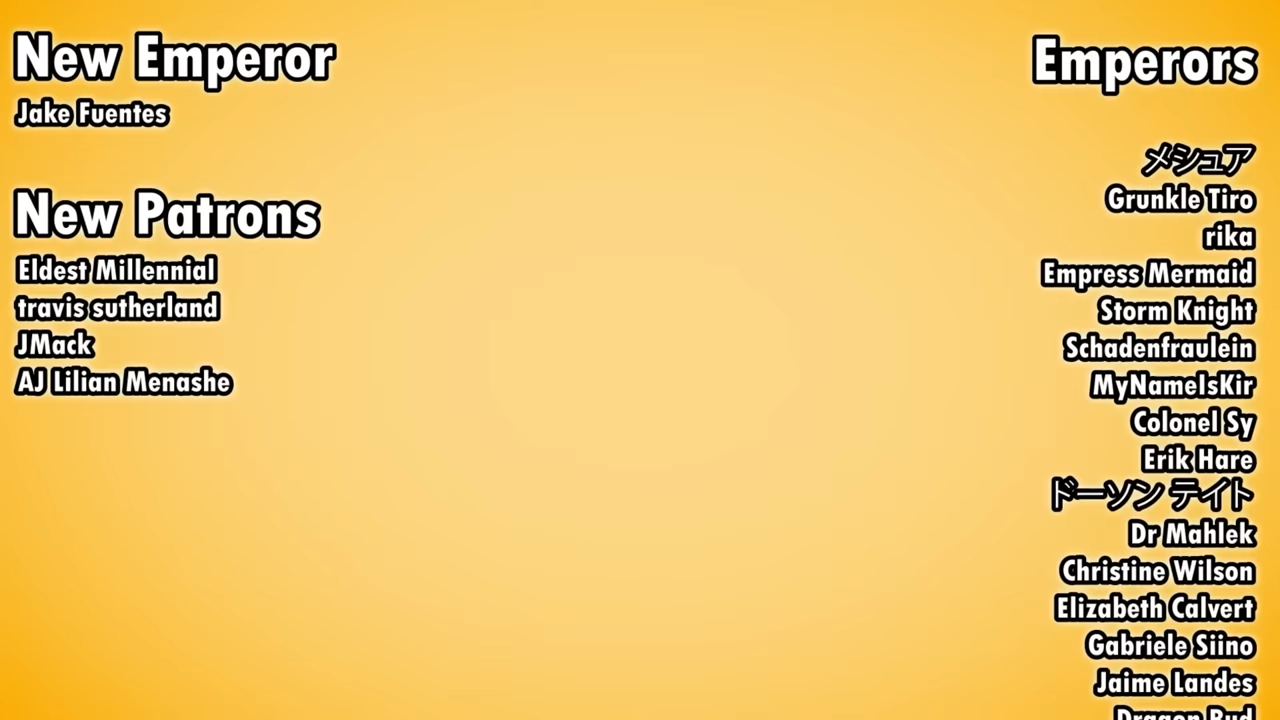 New Emperor
Jake Fuentes
New Patrons
Eldest Millennial
travis sutherland
JMack
AJ Lilian Menashe
Emperors
メシュア
Grunkle Tiro
rika
Empress Mermaid
Storm Knight
Schadenfraulein
MyNameIsKir
Colonel Sy
Erik Hare
ドーソン テイト
Dr Mahlek
Christine Wilson
Elizabeth Calvert
Gabriele Siino
Jaime Landes
Dragon